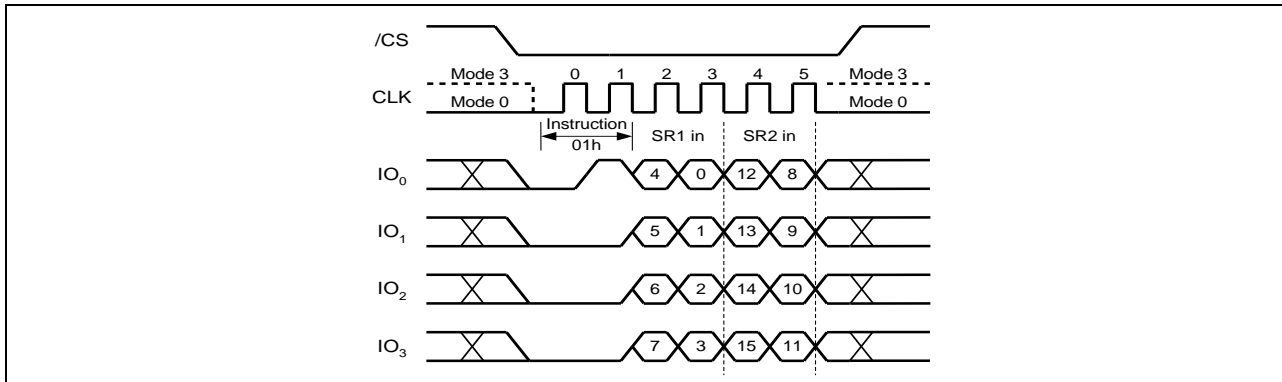 /CS
Mode 3 0 1 2 3 4 5 Mode 3
CLK Mode 0 Mode 0
Instruction SR1 in SR2 in
01h
IO0 4 0 12 8
IO1 5 1 13 9
IO2 6 2 14 10
IO3 7 3 15 11